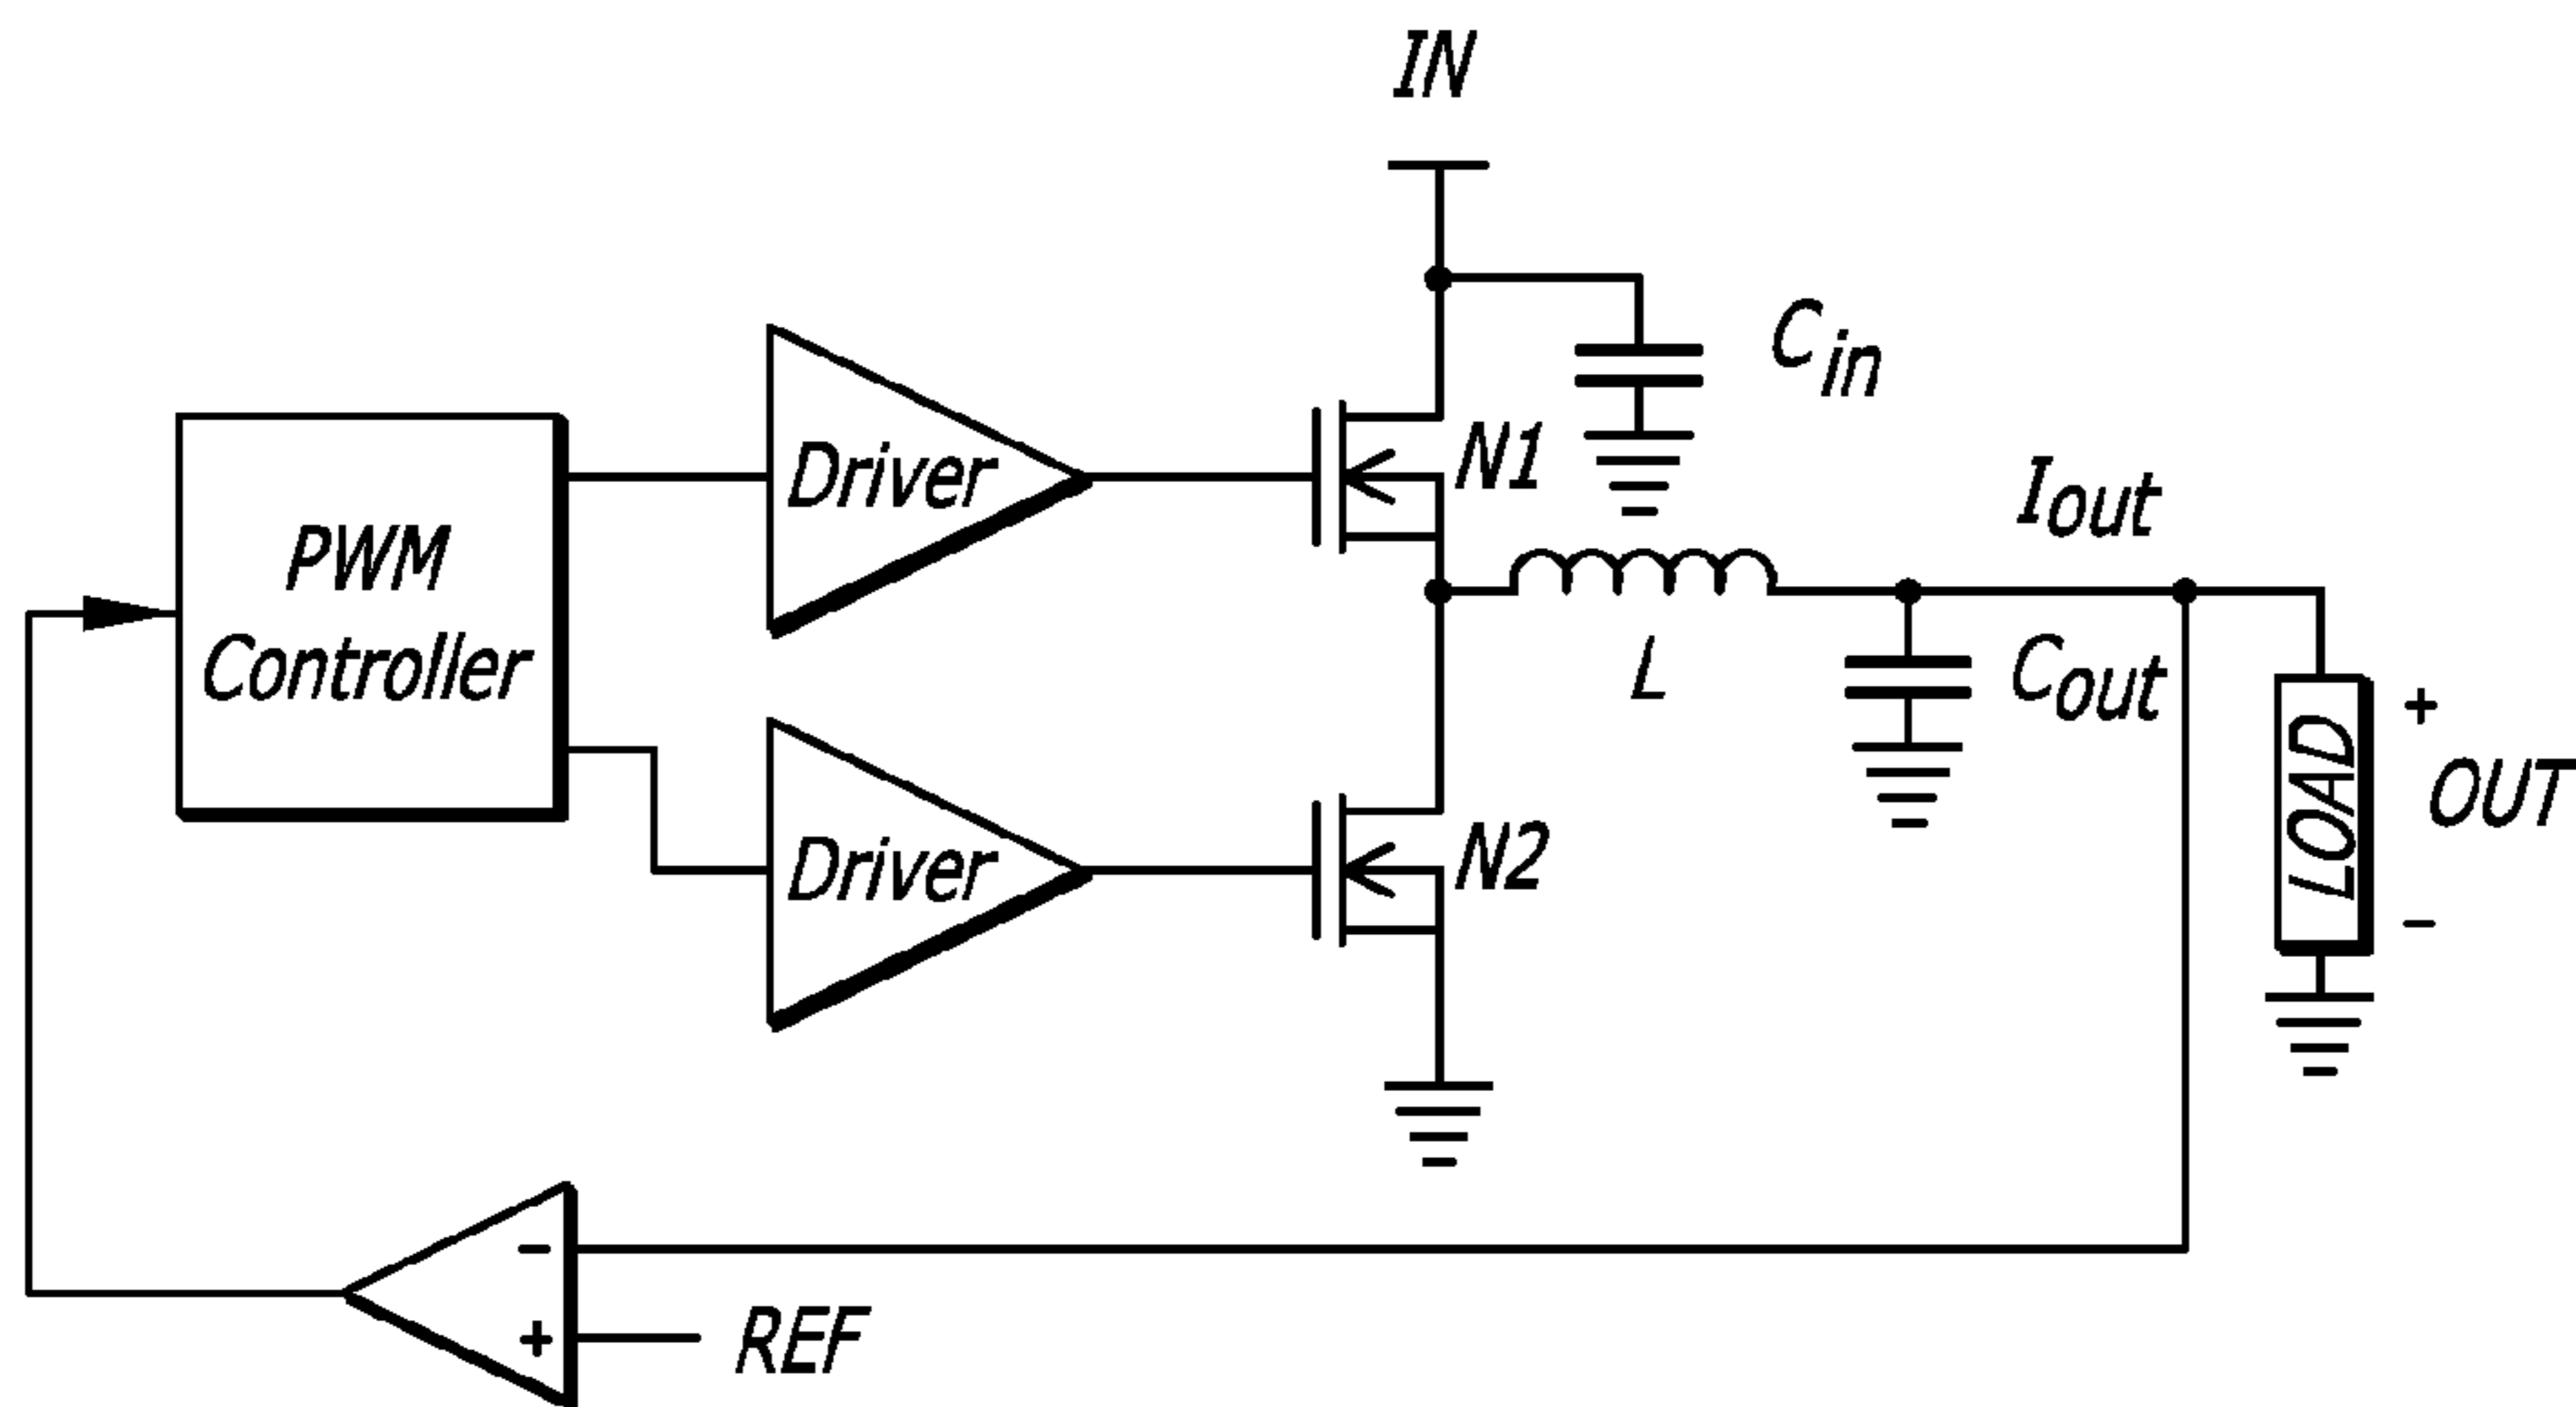 IN
Cin
Driver
N1
Iout
PWM
Controller
L
Cout
+
LOAD
OUT
Driver
N2
−
−
+
REF